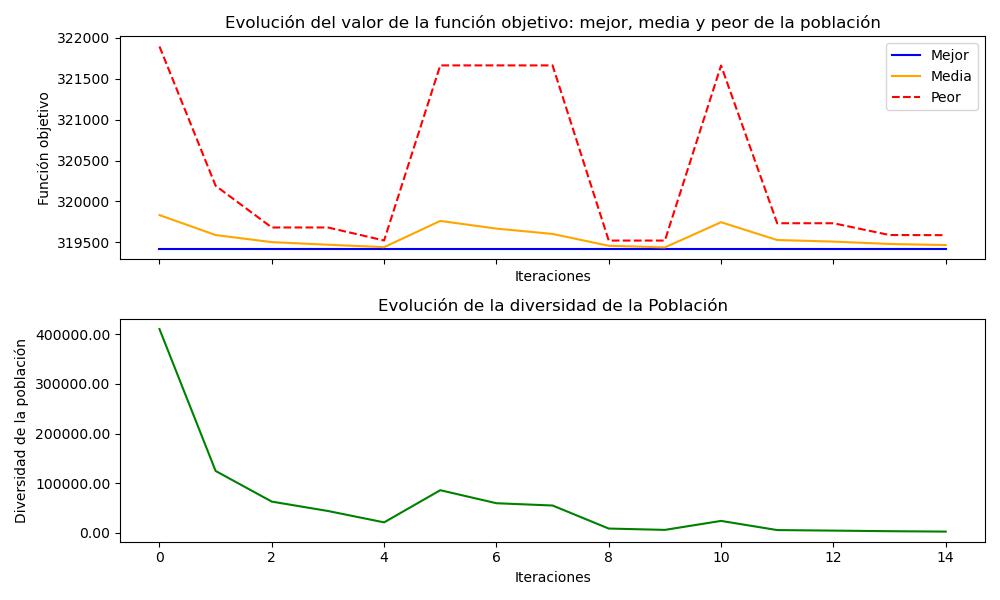 Evolución del valor de la función objetivo: mejor, media y peor de la población
322000
321500
321000
320500
320000
319500
Función objetivo
Mejor
Media
Peor
Iteraciones
Evolución de la diversidad de la Población
400000.00
300000.00
200000.00
100000.00
0.00
Diversidad de la población
0 2 4 6 8 10 12 14
Iteraciones